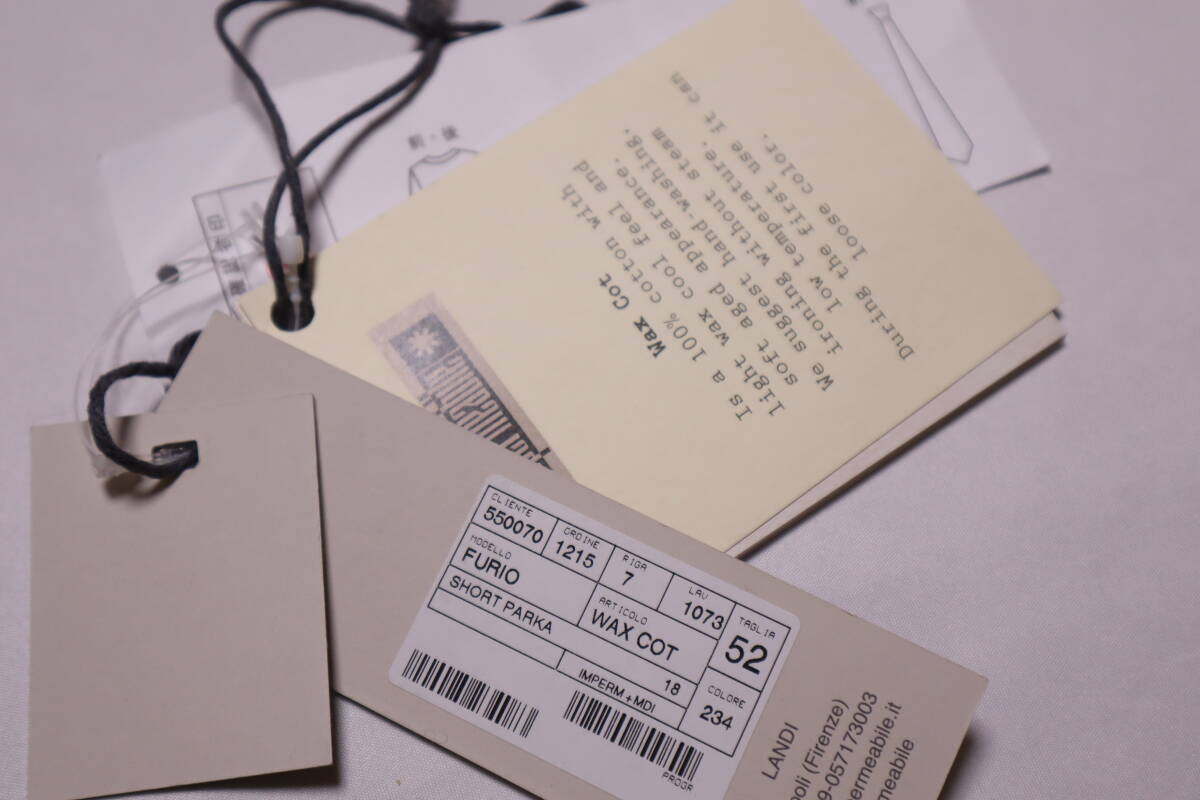 Wax Cot
Is a 100% cotton with
light wax cool feel and
soft aged appearance.
We suggest hand-washing,
ironing without steam
low temperature.
During the first use it can
loose color.
前・後
CLIENTE
550070
ORDINE
1215
RIGA
7
LAV
1073
TAGLIA
52
MODELLO
FURIO
ARTICOLO
WAX COT
SHORT PARKA
18
COLORE
234
IMPERM+MDI
PROGR
LANDI
poli (Firenze)
9-057173003
permeabile.it
meabile